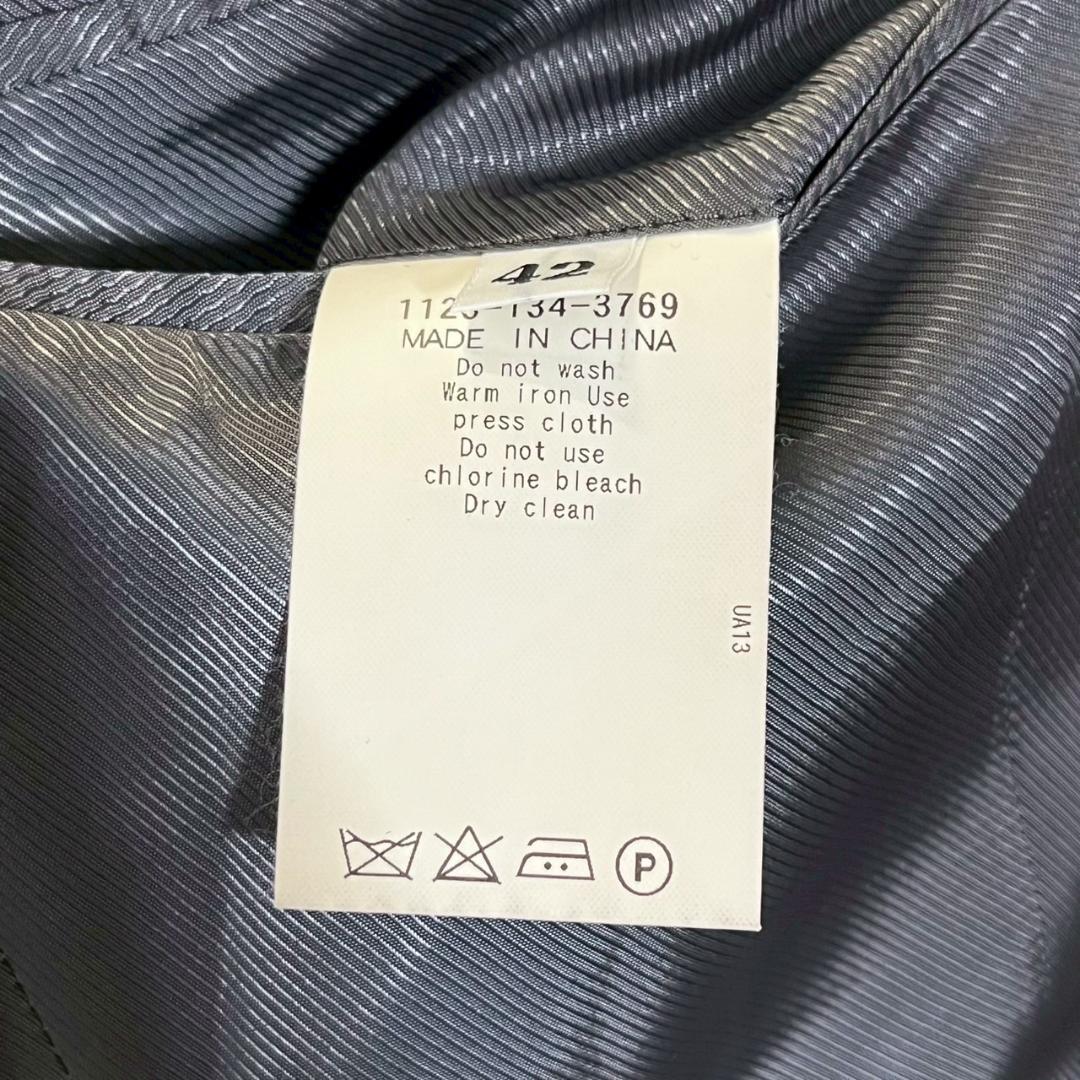 42
1123-134-3769
MADE IN CHINA
Do not wash
Warm iron Use
press cloth
Do not use
chlorine bleach
Dry clean
UA13
P